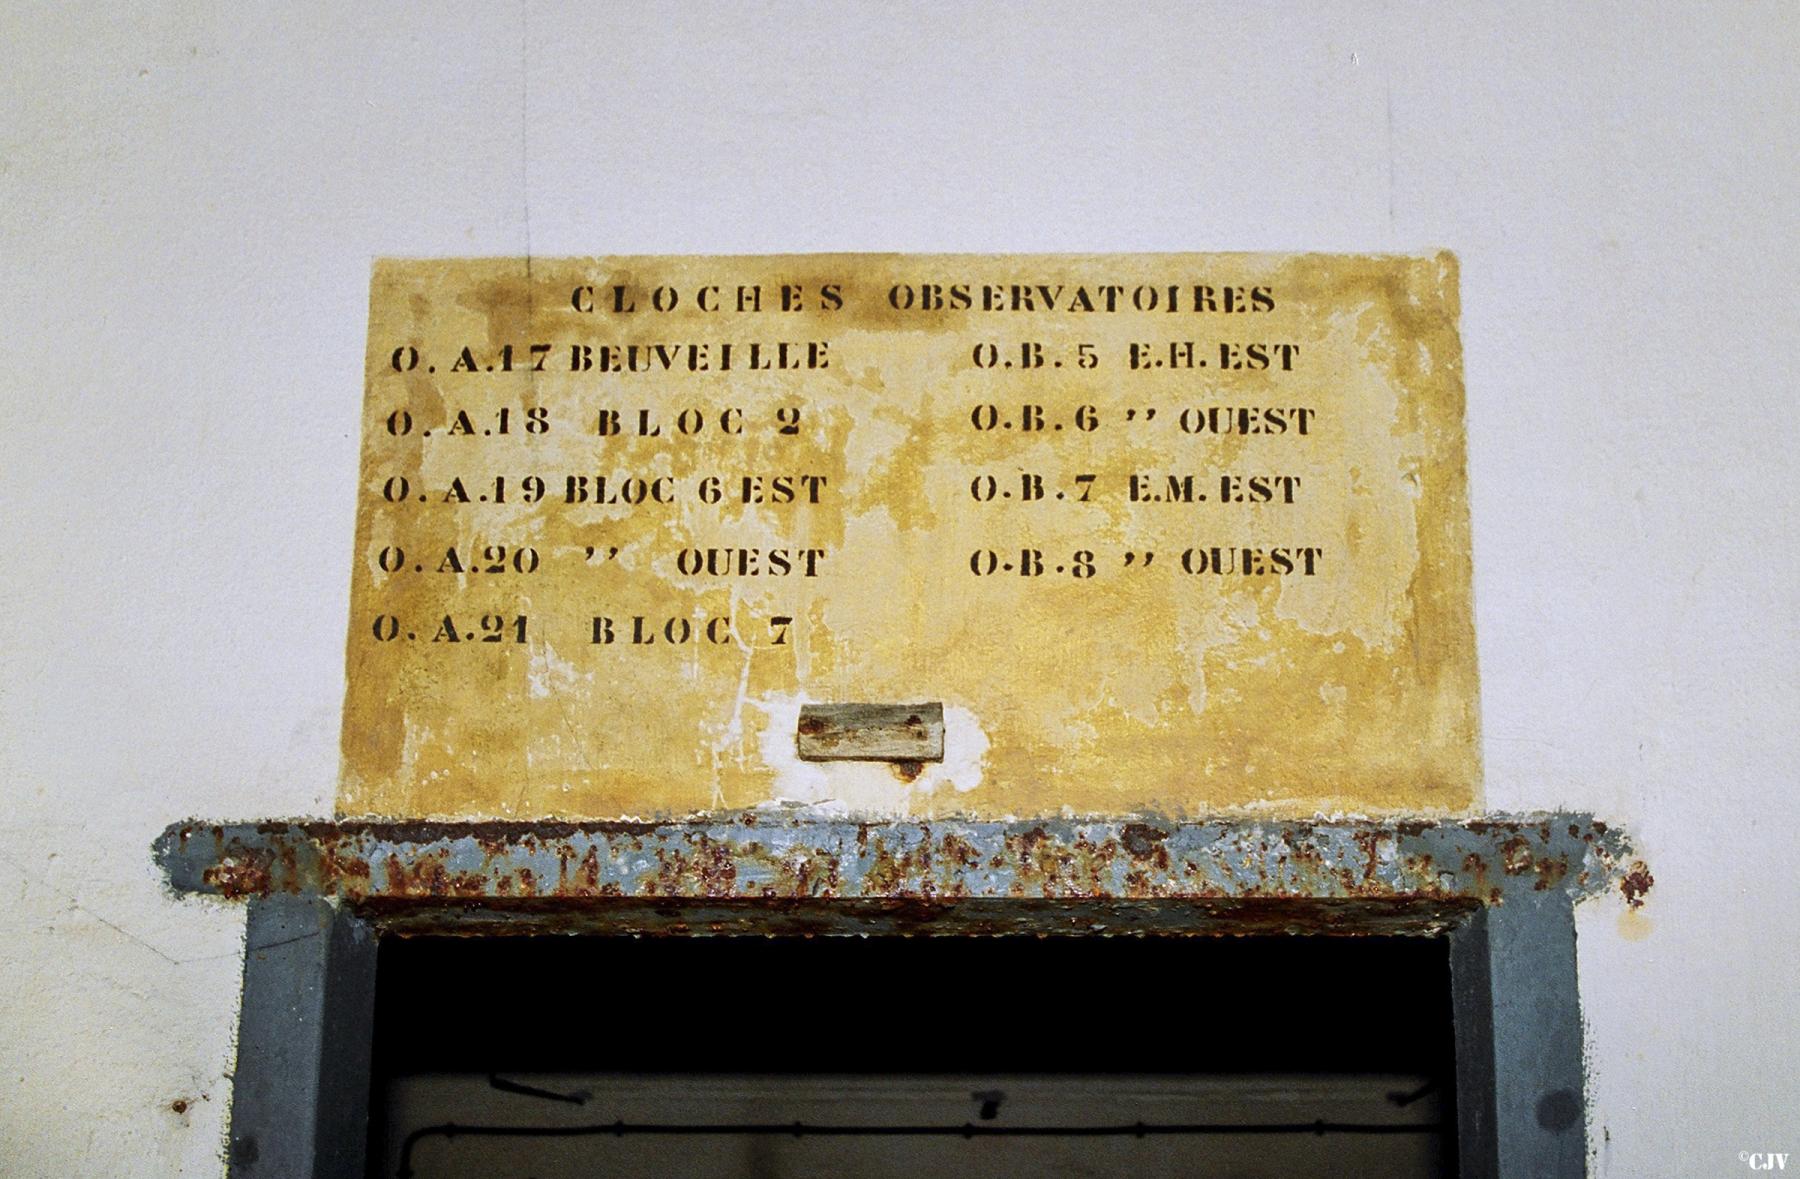 CLOCHES OBSERVATOIRES
O.A.17 BEUVEILLE
O.A.18 BLOC 2
O.A.19 BLOC 6 EST
O.A.20 ’’ OUEST
O.A.21 BLOC 7
O.B.5 E.H.EST
O.B.6 ’’ OUEST
O.B.7 E.M.EST
O.B.8 ’’ OUEST
©CJV